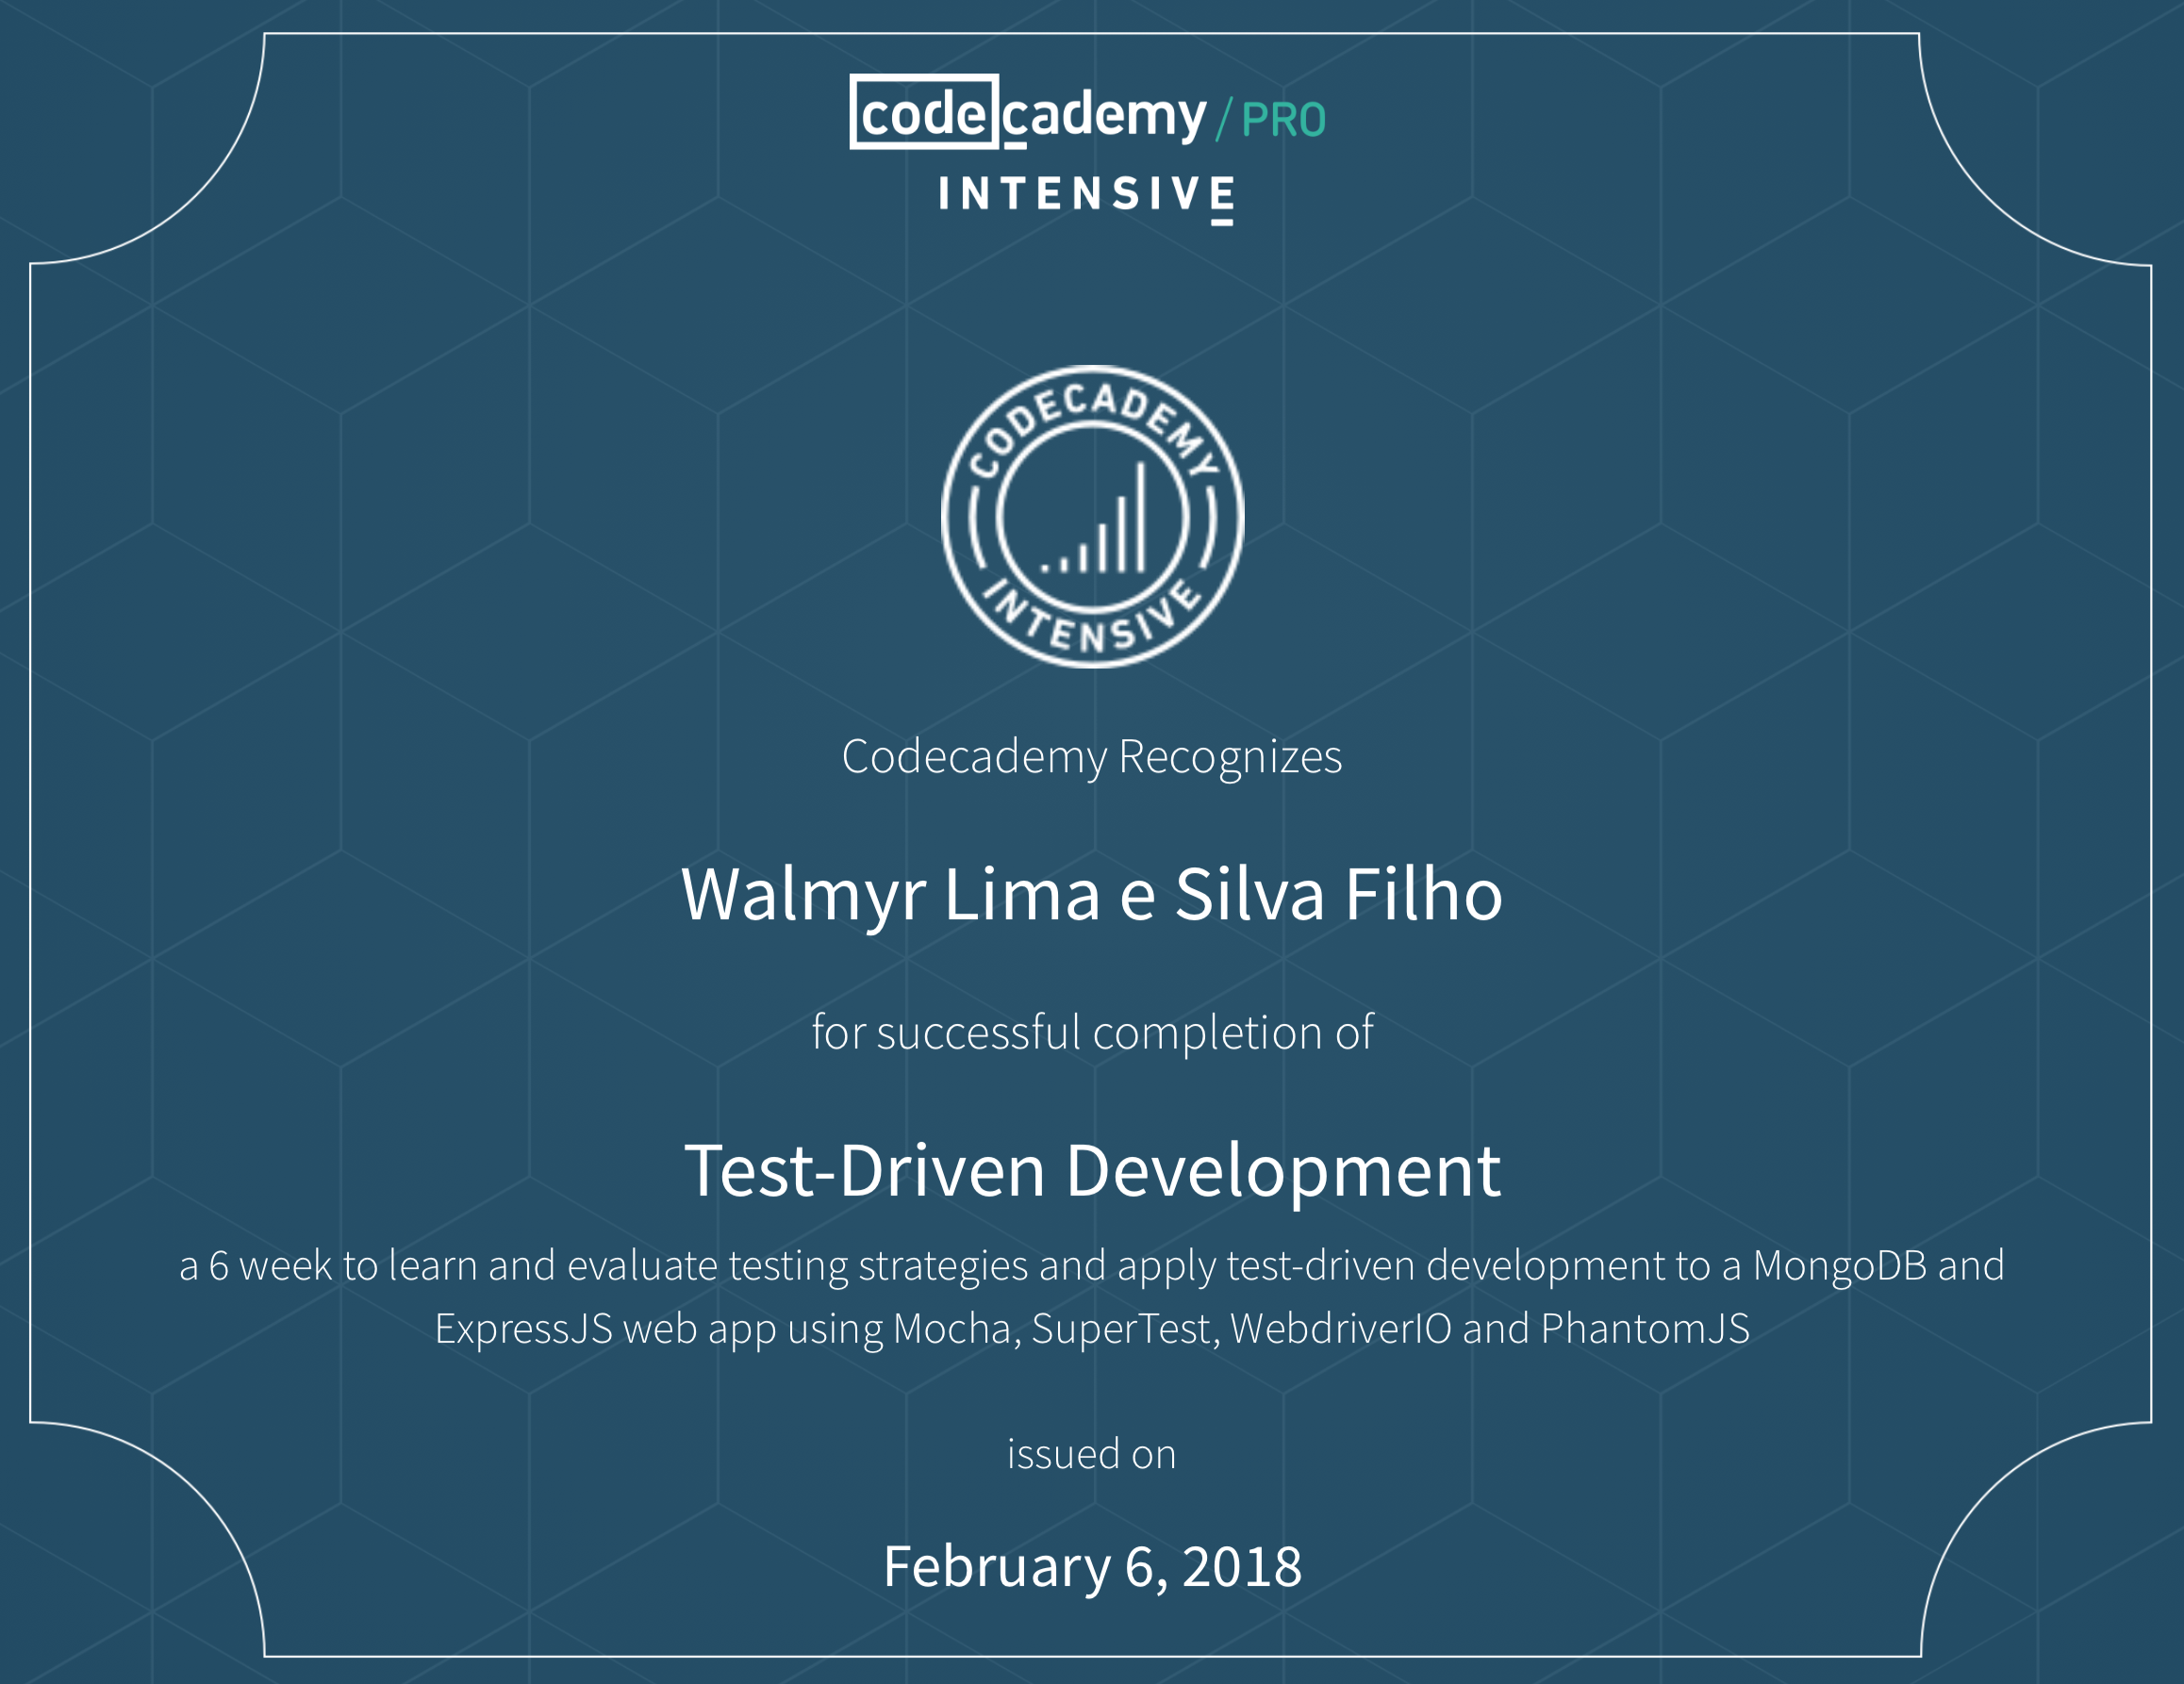 codecademy / PRO
INTENSIVE
CODECADEMY
INTENSIVE
Codecademy Recognizes
Walmyr Lima e Silva Filho
for successful completion of
Test-Driven Development
a 6 week to learn and evaluate testing strategies and apply test-driven development to a MongoDB and
ExpressJS web app using Mocha, SuperTest, WebdriverIO and PhantomJS
issued on
February 6, 2018